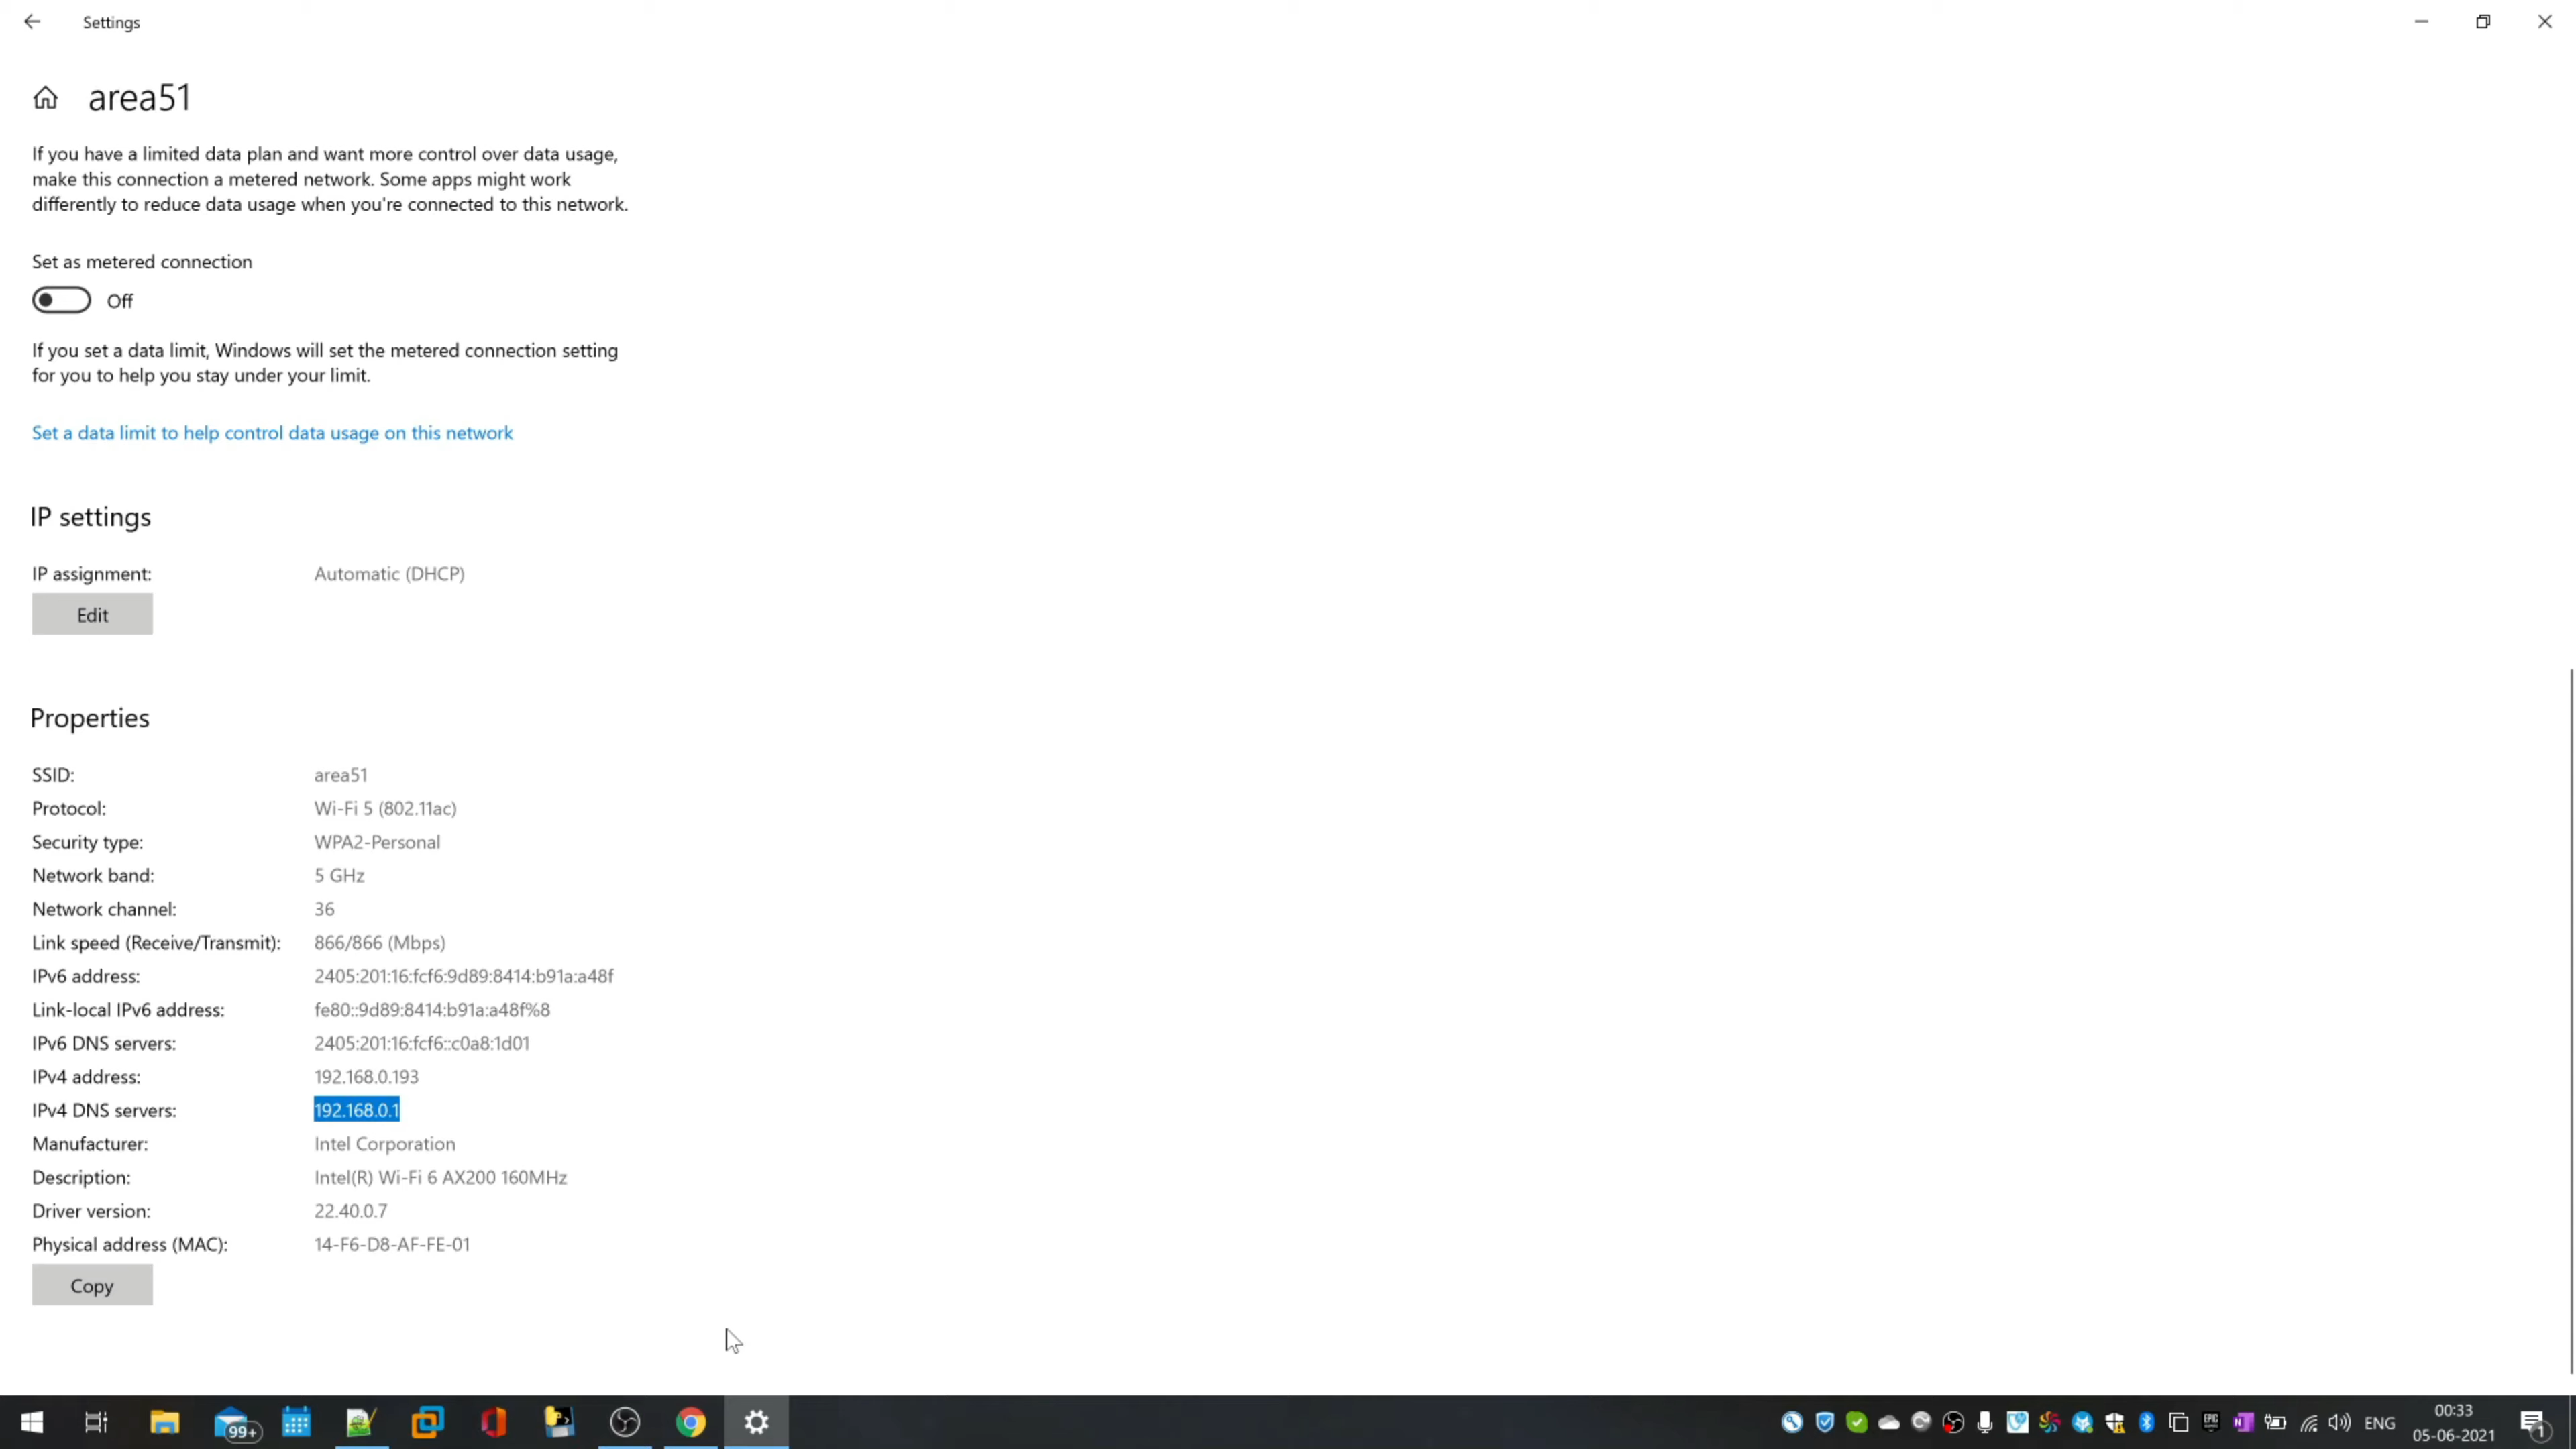 Settings
area51
If you have a limited data plan and want more control over data usage,
make this connection a metered network. Some apps might work
differently to reduce data usage when you're connected to this network.
Set as metered connection
Off
If you set a data limit, Windows will set the metered connection setting
for you to help you stay under your limit.
Set a data limit to help control data usage on this network
IP settings
IP assignment: Automatic (DHCP)
Edit
Properties
SSID: area51
Protocol: Wi-Fi 5 (802.11ac)
Security type: WPA2-Personal
Network band: 5 GHz
Network channel: 36
Link speed (Receive/Transmit): 866/866 (Mbps)
IPv6 address: 2405:201:16:fcf6:9d89:8414:b91a:a48f
Link-local IPv6 address: fe80::9d89:8414:b91a:a48f%8
IPv6 DNS servers: 2405:201:16:fcf6::c0a8:1d01
IPv4 address: 192.168.0.193
IPv4 DNS servers: 192.168.0.1
Manufacturer: Intel Corporation
Description: Intel(R) Wi-Fi 6 AX200 160MHz
Driver version: 22.40.0.7
Physical address (MAC): 14-F6-D8-AF-FE-01
Copy
99+
ENG
00:33
05-06-2021
1